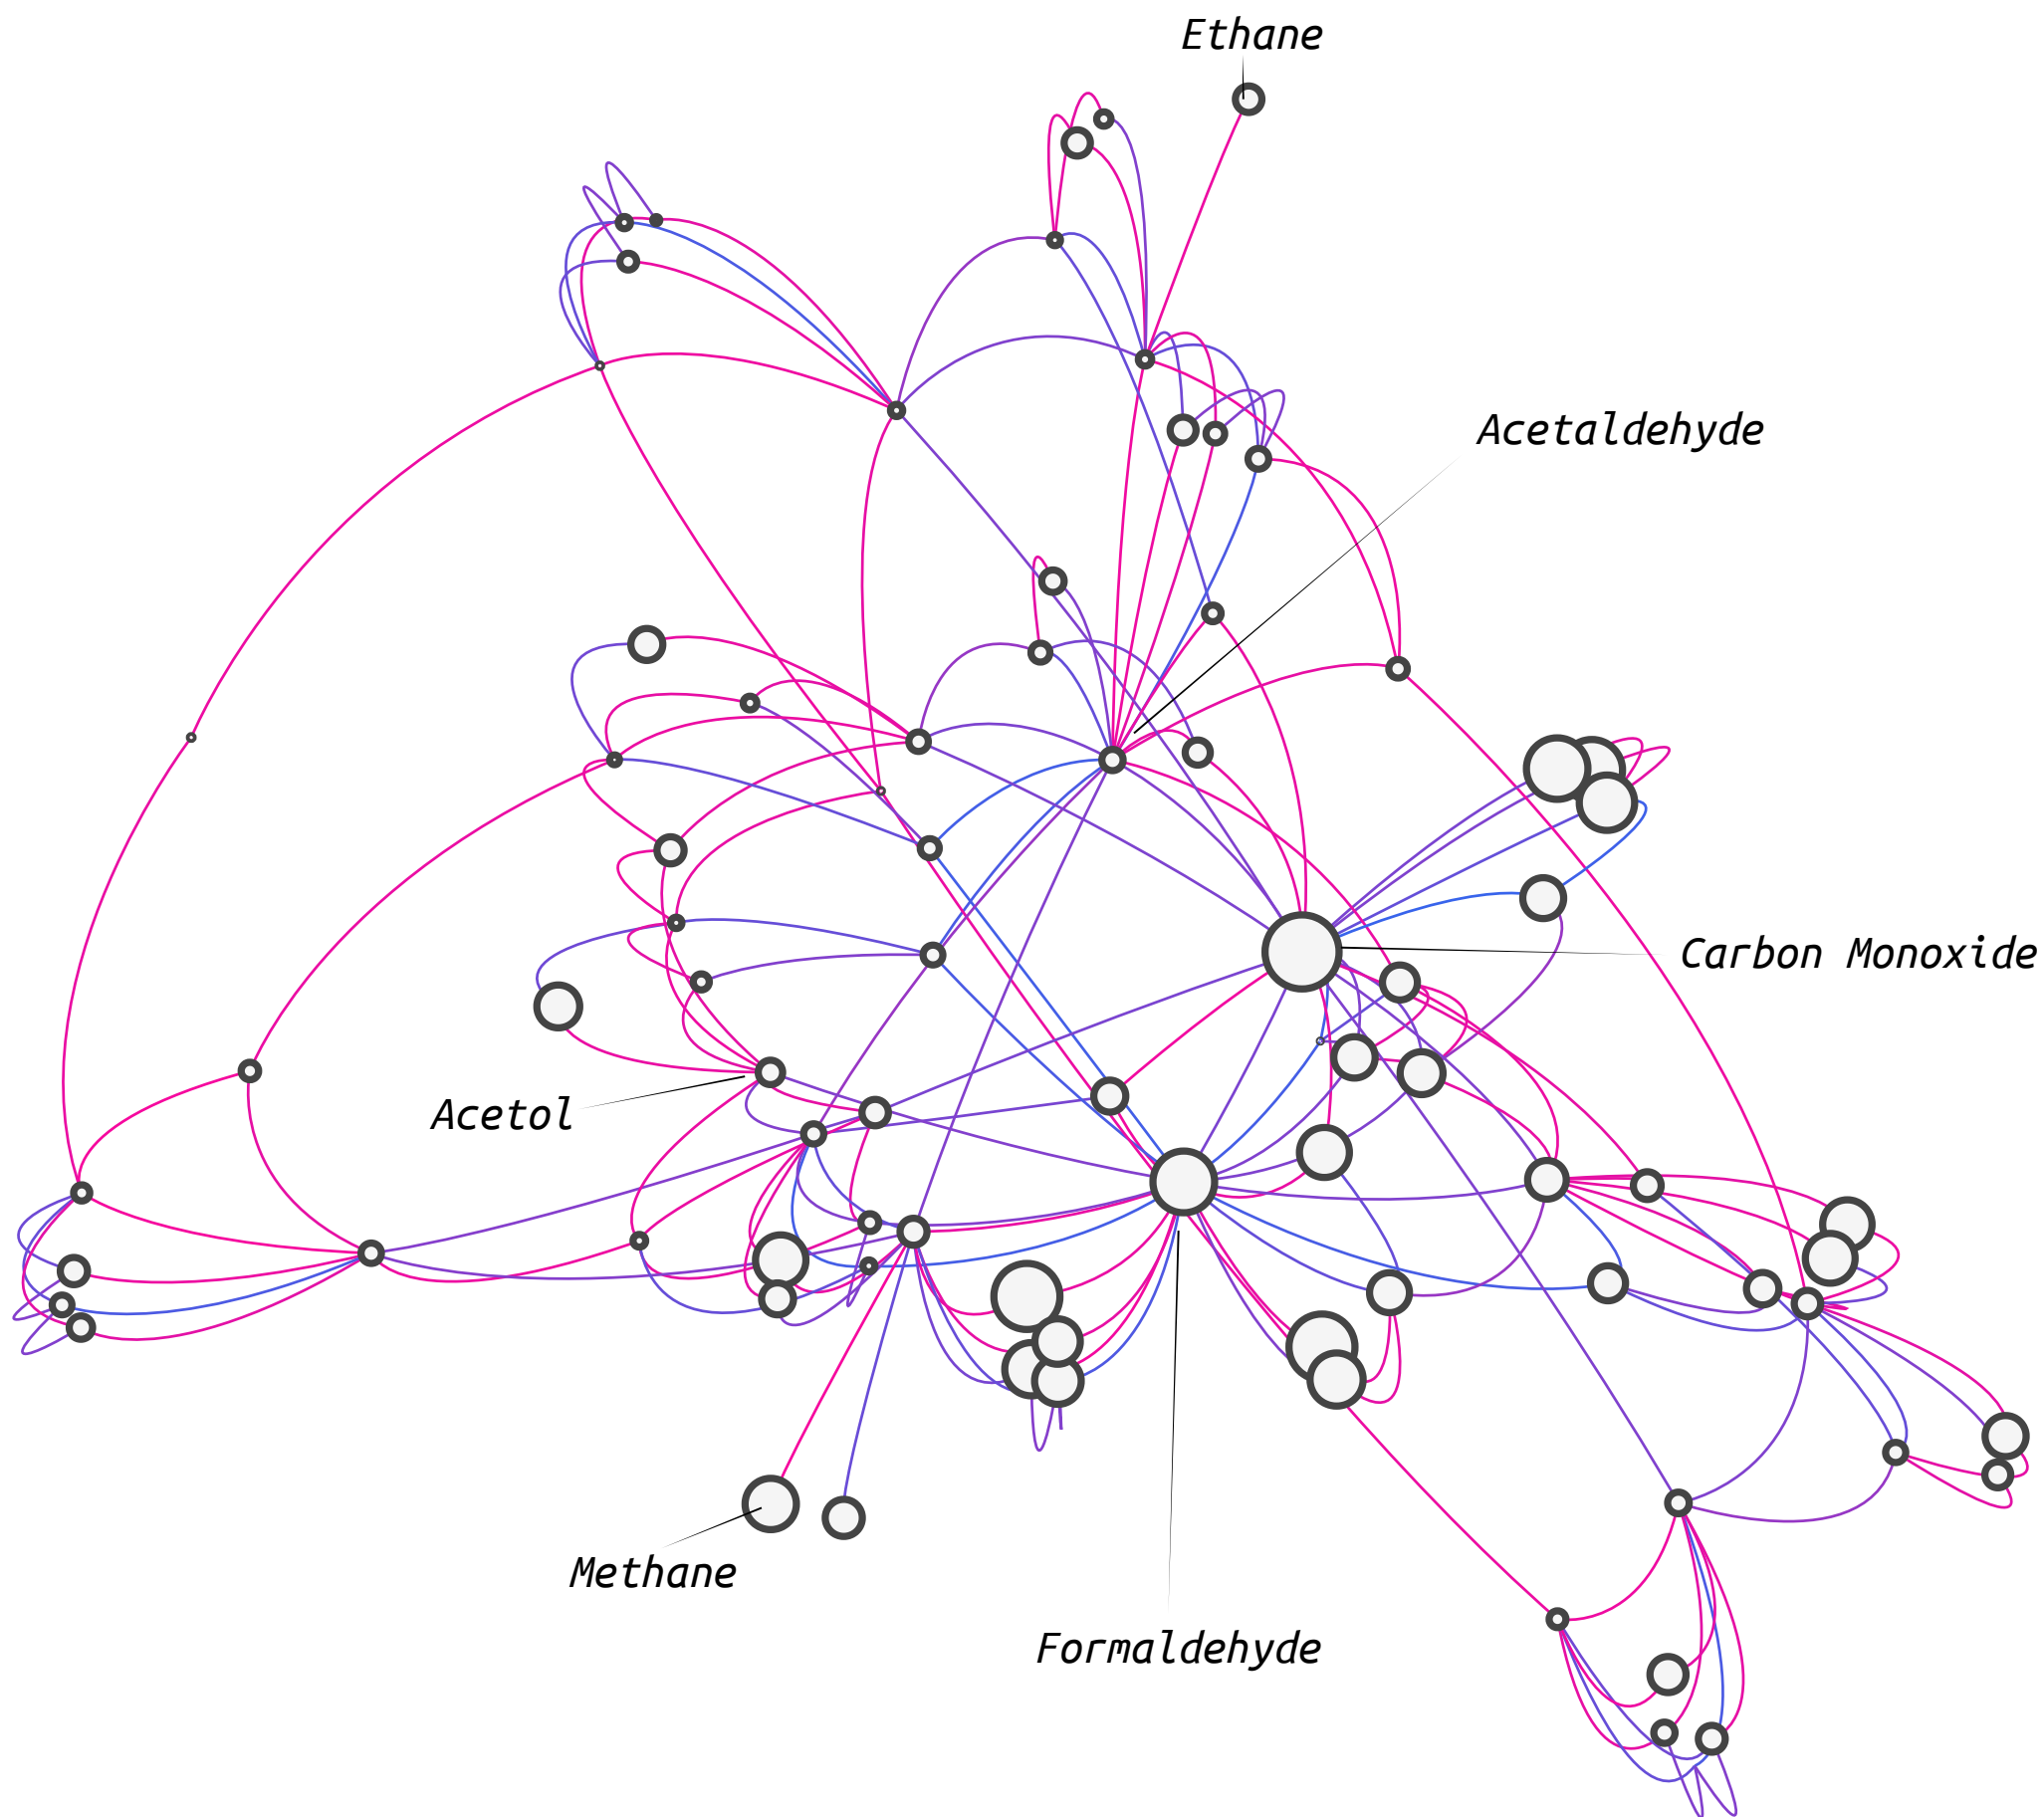 Ethane
Acetaldehyde
Carbon Monoxide
Acetol
Methane
Formaldehyde